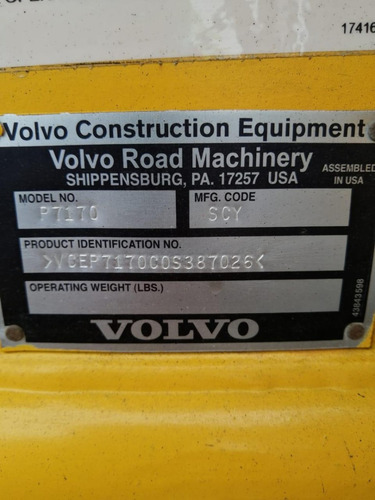 17416
Volvo Construction Equipment
Volvo Road Machinery
SHIPPENSBURG, PA. 17257 USA
ASSEMBLED
IN USA
MODEL NO.
P7170
MFG. CODE
SCY
PRODUCT IDENTIFICATION NO.
>VCEP7170C0S387026<
OPERATING WEIGHT (LBS.)
43843598
VOLVO